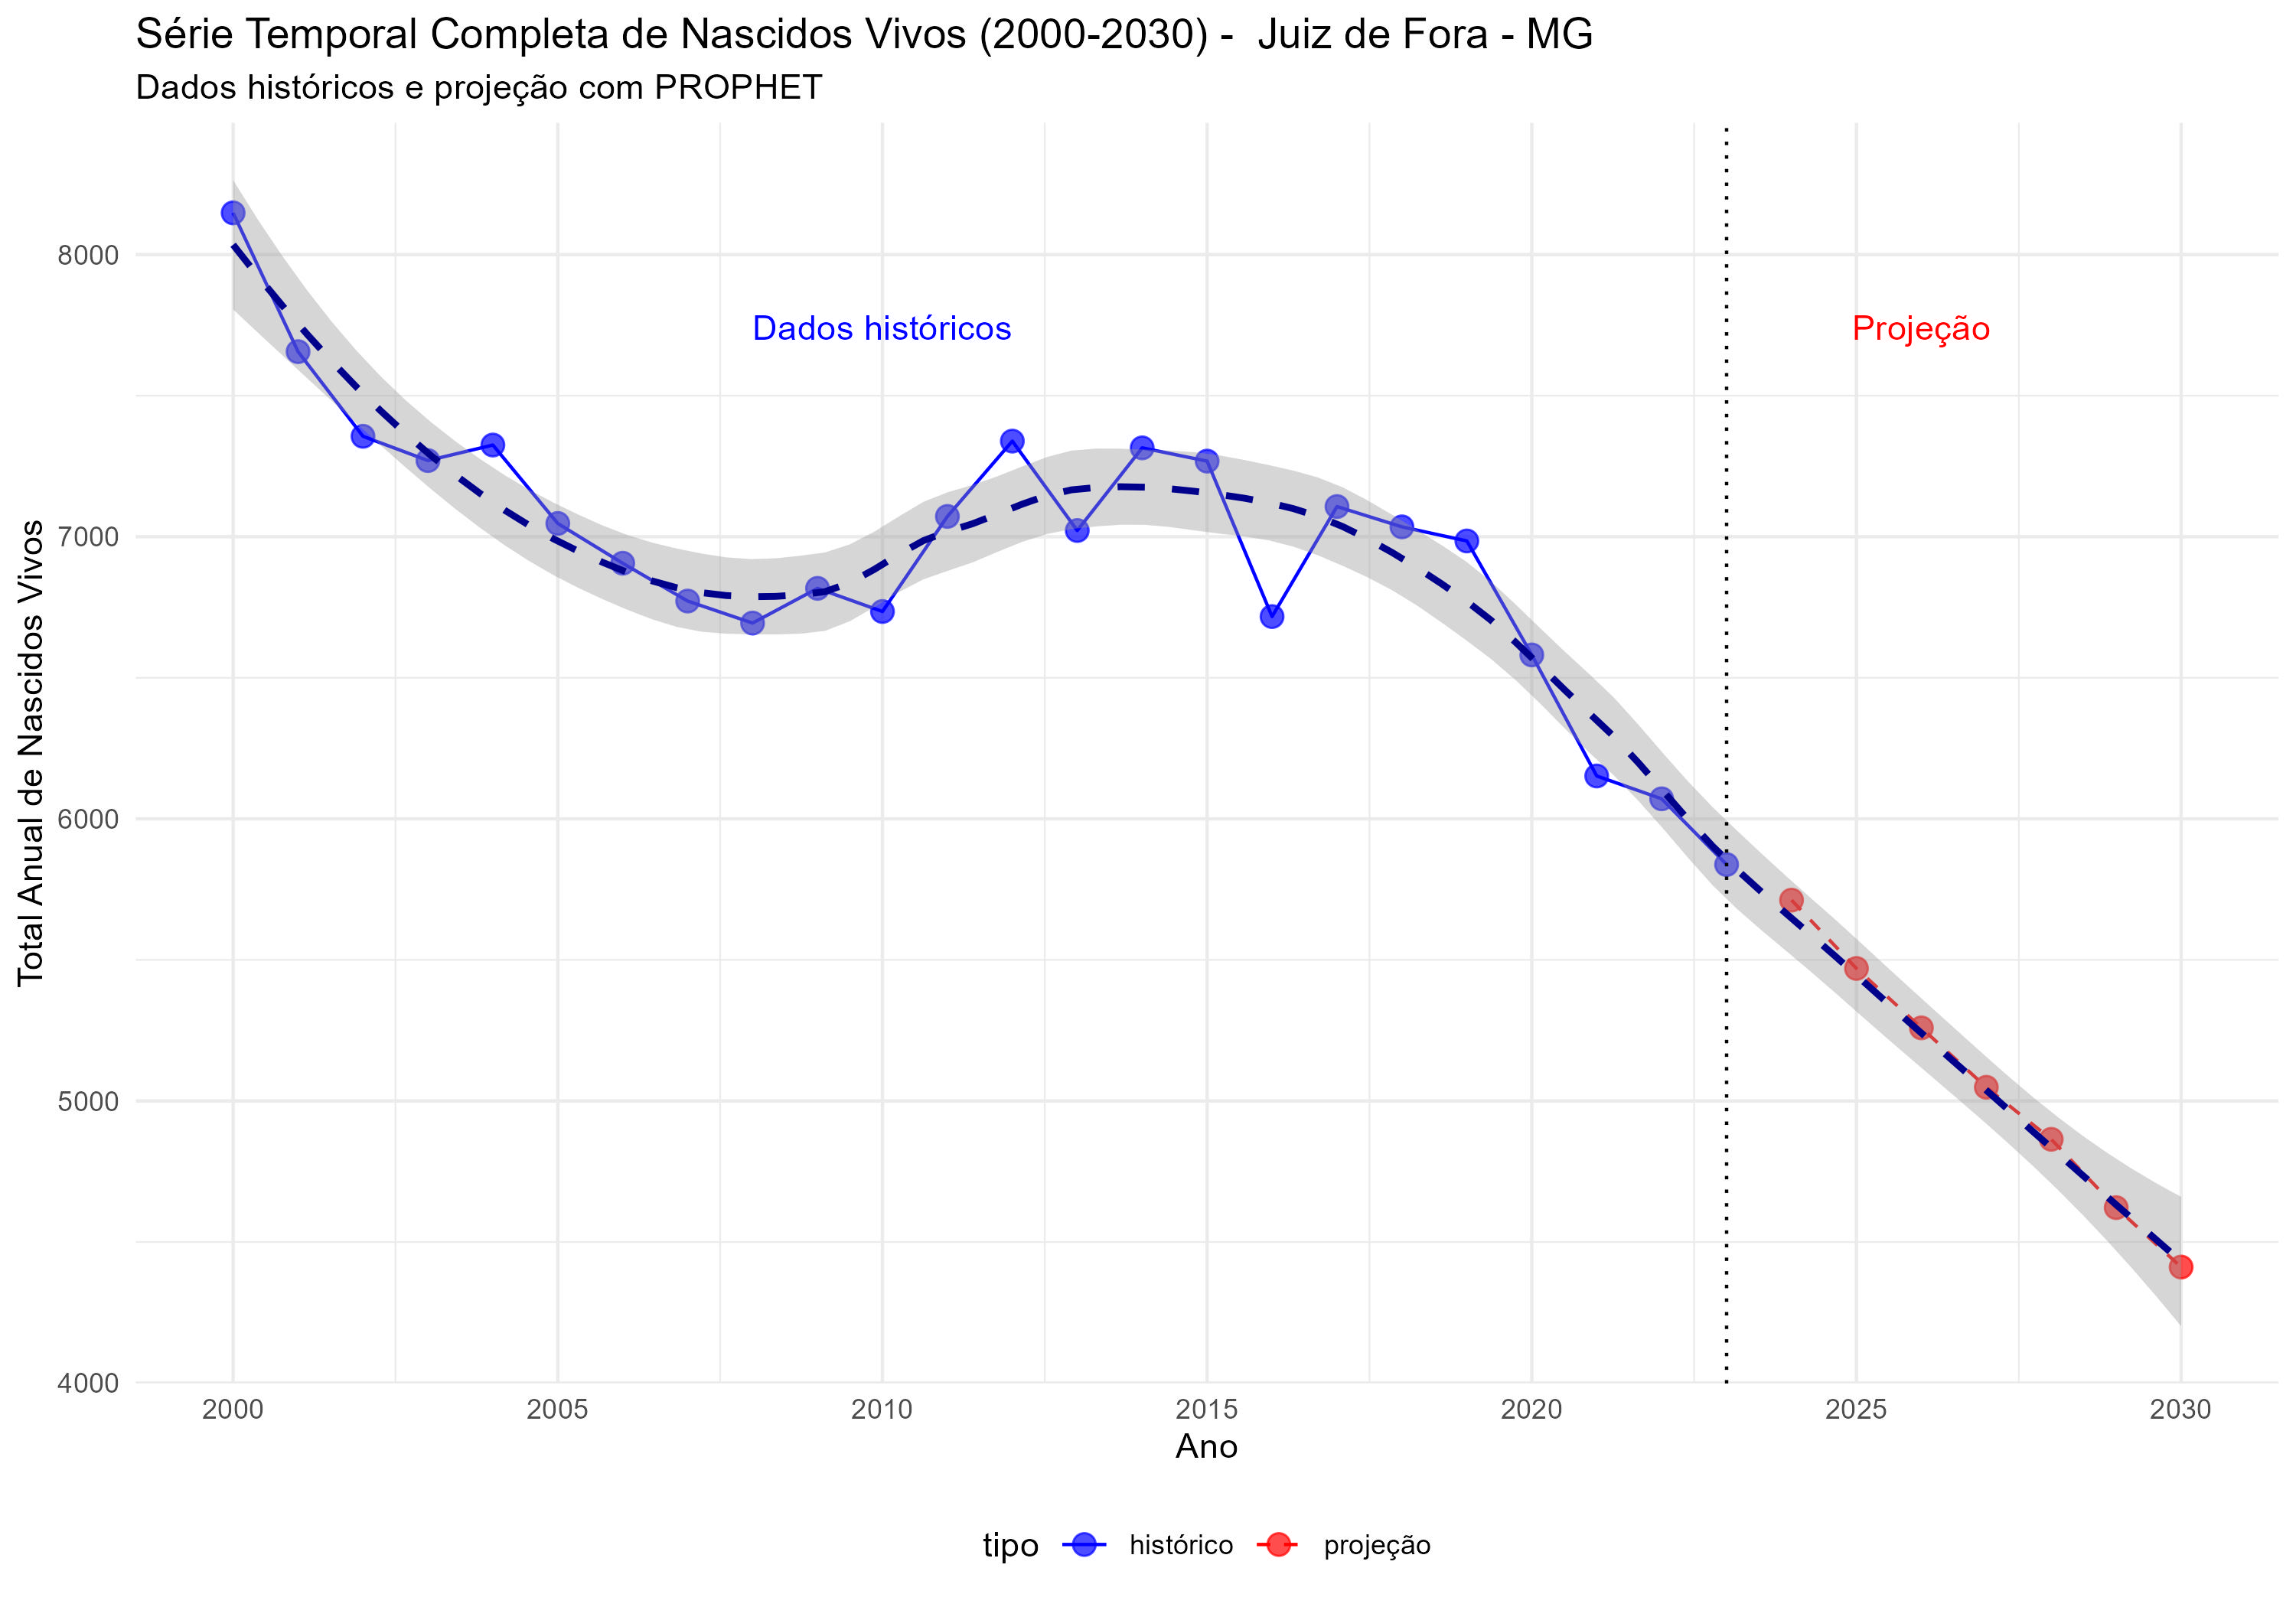 Série Temporal Completa de Nascidos Vivos (2000-2030) -  Juiz de Fora - MG
Dados históricos e projeção com PROPHET
Total Anual de Nascidos Vivos
8000
7000
6000
5000
4000
Dados históricos
Projeção
2000 2005 2010 2015 2020 2025 2030
Ano
tipo histórico projeção